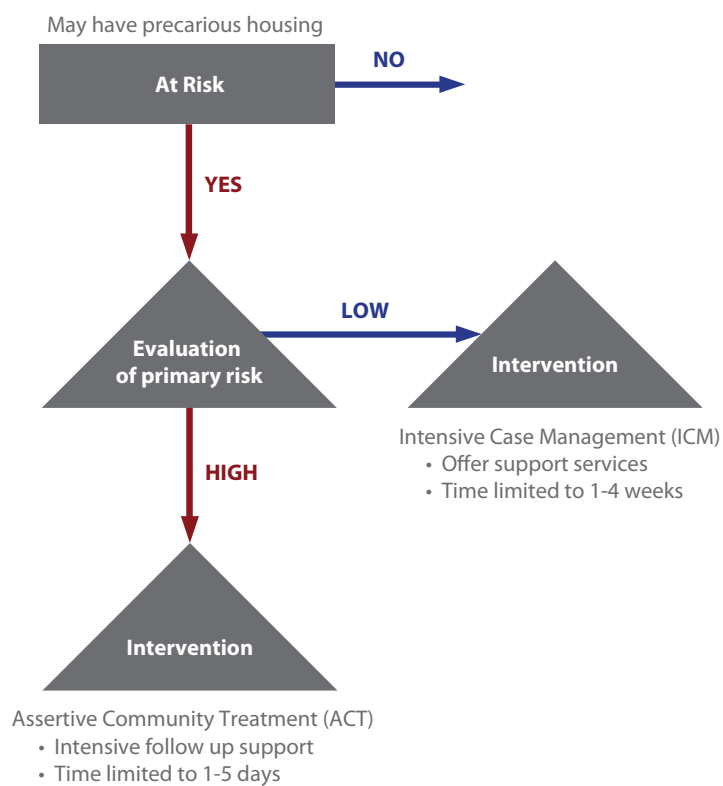 May have precarious housing
At Risk
NO
YES
Evaluation
of primary risk
LOW
Intervention
Intensive Case Management (ICM)
• Offer support services
• Time limited to 1-4 weeks
HIGH
Intervention
Assertive Community Treatment (ACT)
• Intensive follow up support
• Time limited to 1-5 days